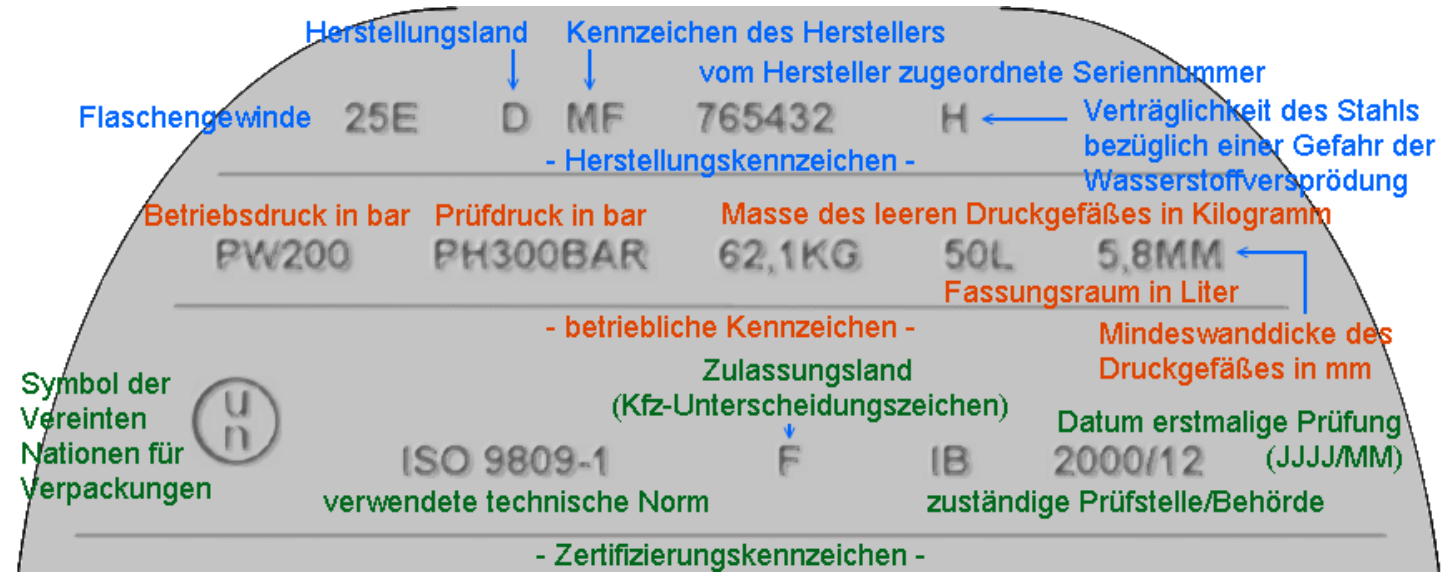 Herstellungsland Kennzeichen des Herstellers
vom Hersteller zugeordnete Seriennummer
Flaschengewinde 25E D MF 765432 H Verträglichkeit des Stahls
bezüglich einer Gefahr der
Wasserstoffversprödung
- Herstellungskennzeichen -
Betriebsdruck in bar Prüfdruck in bar Masse des leeren Druckgefäßes in Kilogramm
PW200 PH300BAR 62,1KG 50L 5,8MM
Fassungsraum in Liter
- betriebliche Kennzeichen -
Mindeswanddicke des
Druckgefäßes in mm
Symbol der
Vereinten
Nationen für
Verpackungen
un
Zulassungsland
(Kfz-Unterscheidungszeichen)
Datum erstmalige Prüfung
(JJJJ/MM)
ISO 9809-1 F IB 2000/12
verwendete technische Norm zuständige Prüfstelle/Behörde
- Zertifizierungskennzeichen -